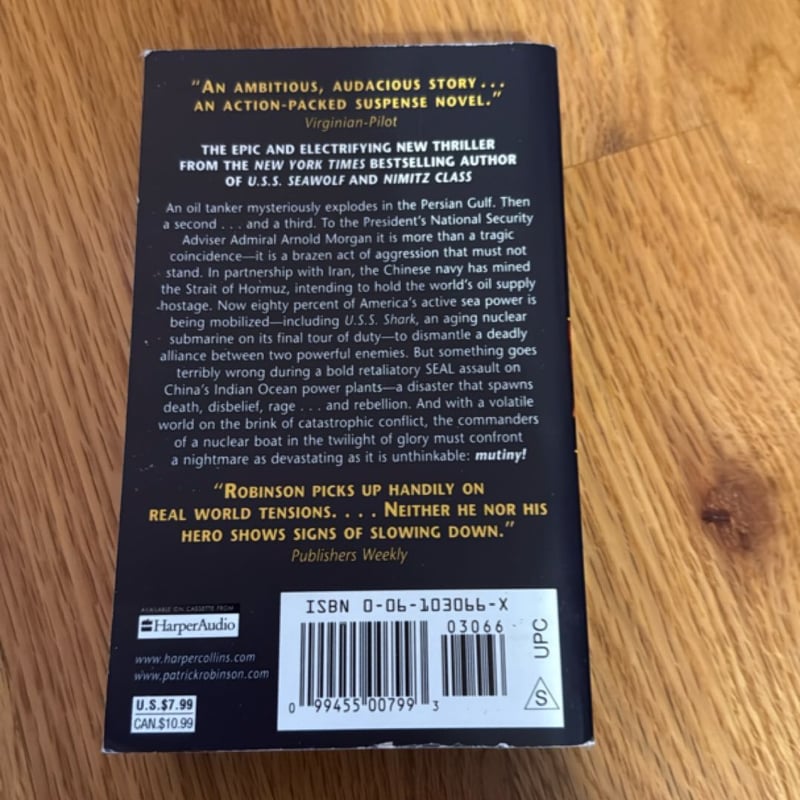 "AN AMBITIOUS, AUDACIOUS STORY...
AN ACTION-PACKED SUSPENSE NOVEL."
Virginian-Pilot
THE EPIC AND ELECTRIFYING NEW THRILLER
FROM THE NEW YORK TIMES BESTSELLING AUTHOR
OF U.S.S. SEAWOLF AND NIMITZ CLASS
An oil tanker mysteriously explodes in the Persian Gulf. Then
a second . . . and a third. To the President's National Security
Adviser Admiral Arnold Morgan it is more than a tragic
coincidence—it is a brazen act of aggression that must not
stand. In partnership with Iran, the Chinese navy has mined
the Strait of Hormuz, intending to hold the world's oil supply
hostage. Now eighty percent of America's active sea power is
being mobilized—including U.S.S. Shark, an aging nuclear
submarine on its final tour of duty—to dismantle a deadly
alliance between two powerful enemies. But something goes
terribly wrong during a bold retaliatory SEAL assault on
China's Indian Ocean power plants—a disaster that spawns
death, disbelief, rage . . . and rebellion. And with a volatile
world on the brink of catastrophic conflict, the commanders
of a nuclear boat in the twilight of glory must confront
a nightmare as devastating as it is unthinkable: mutiny!
"ROBINSON PICKS UP HANDILY ON
REAL WORLD TENSIONS. . . . NEITHER HE NOR HIS
HERO SHOWS SIGNS OF SLOWING DOWN."
Publishers Weekly
AVAILABLE ON CASSETTE FROM
HarperAudio
www.harpercollins.com
www.patrickrobinson.com
U.S.$7.99
CAN.$10.99
ISBN 0-06-103066-X
03066
0 99455 00799 3
UPC
S